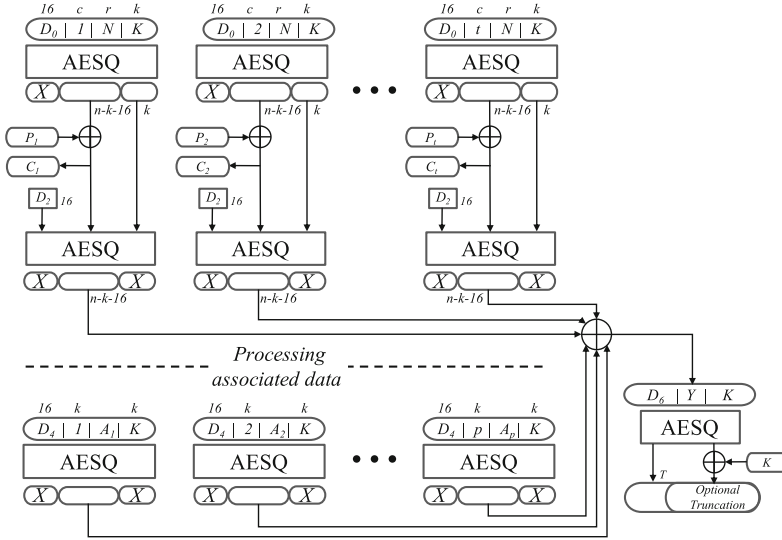 16 c r k 16 c r k 16 c r k
D0 | 1 | N | K D0 | 2 | N | K D0 | t | N | K
AESQ AESQ AESQ
X X X
n-k-16 k n-k-16 k n-k-16 k
P1 P2 Pt
C1 C2 Ct
D2 16 D2 16 D2 16
AESQ AESQ AESQ
X X X X X X
n-k-16 n-k-16 n-k-16
Processing
associated data
D6 | Y | K
16 k k 16 k k 16 k k
D4 | 1 | A1 | K D4 | 2 | A2 | K D4 | p | Ap | K
AESQ
AESQ AESQ AESQ
K
T
X X X X X X
Optional
Truncation